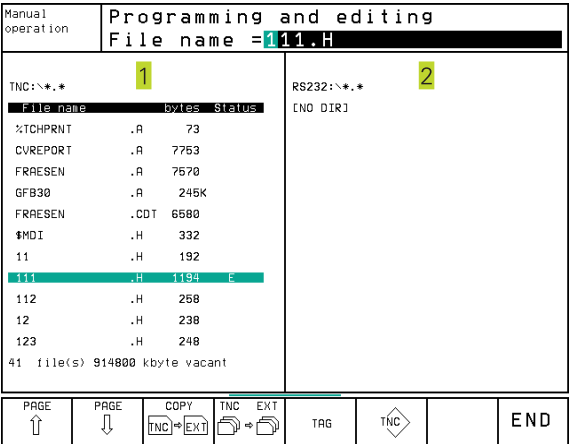 Manual
operation
Programming and editing
File name =111.H
1
TNC:\*.*
File name bytes Status
%TCHPRNT .A 73
CVREPORT .A 7753
FRAESEN .A 7570
GFB30 .A 245K
FRAESEN .CDT 6580
$MDI .H 332
11 .H 192
111 .H 1194 E
112 .H 258
12 .H 238
123 .H 248
41 file(s) 914800 kbyte vacant
2
RS232:\*.*
[NO DIR]
PAGE
PAGE
COPY
TNC EXT
TNC EXT
TAG
TNC
END